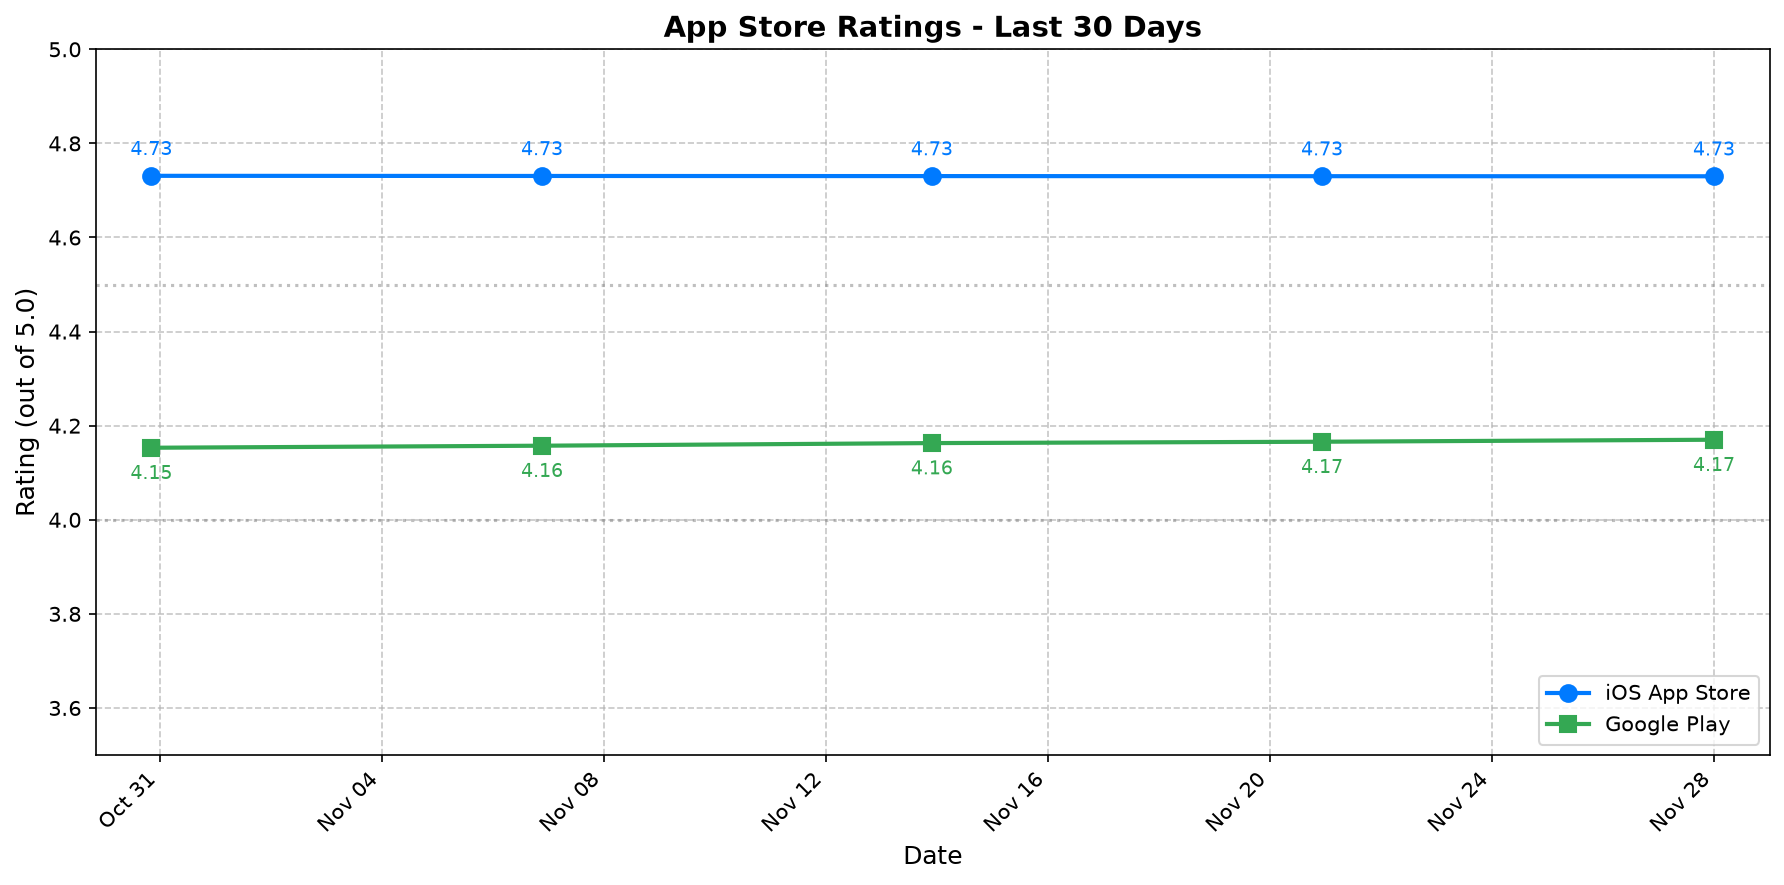 App Store Ratings - Last 30 Days
Rating (out of 5.0)
5.0
4.8
4.6
4.4
4.2
4.0
3.8
3.6
4.73
4.73
4.73
4.73
4.73
4.15
4.16
4.16
4.17
4.17
iOS App Store
Google Play
Oct 31
Nov 04
Nov 08
Nov 12
Nov 16
Nov 20
Nov 24
Nov 28
Date